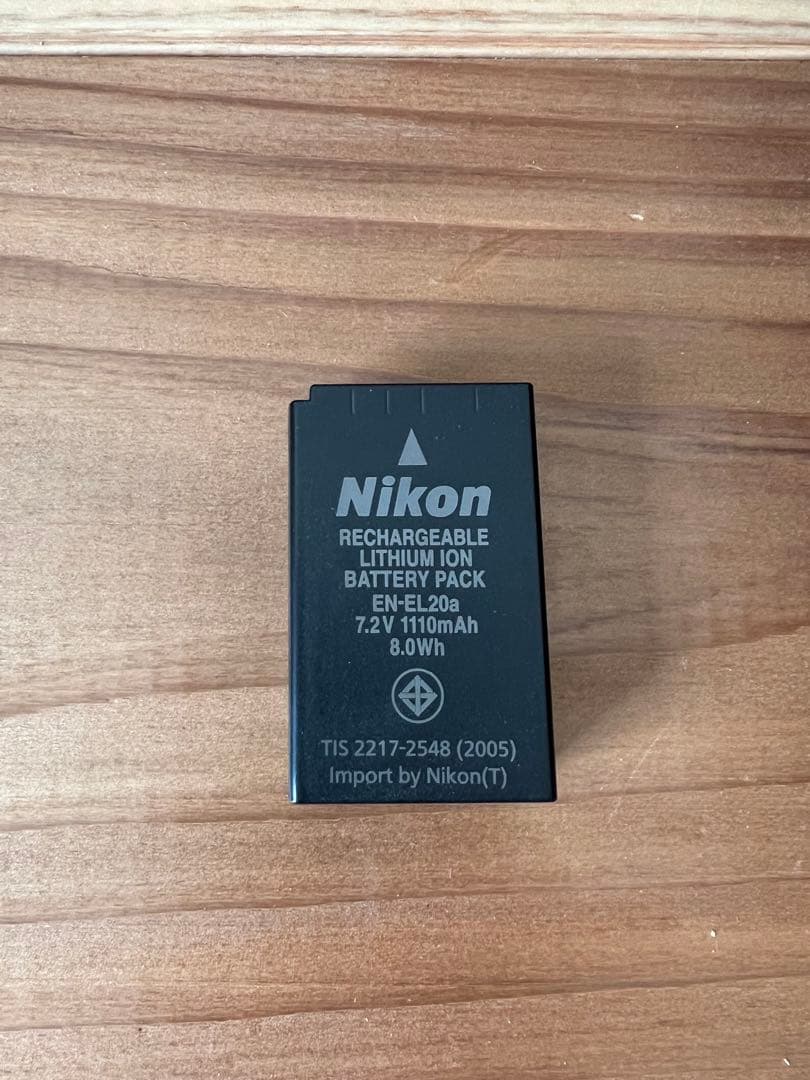 Nikon
RECHARGEABLE
LITHIUM ION
BATTERY PACK
EN-EL20a
7.2V 1110mAh
8.0Wh
TIS 2217-2548 (2005)
Import by Nikon(T)